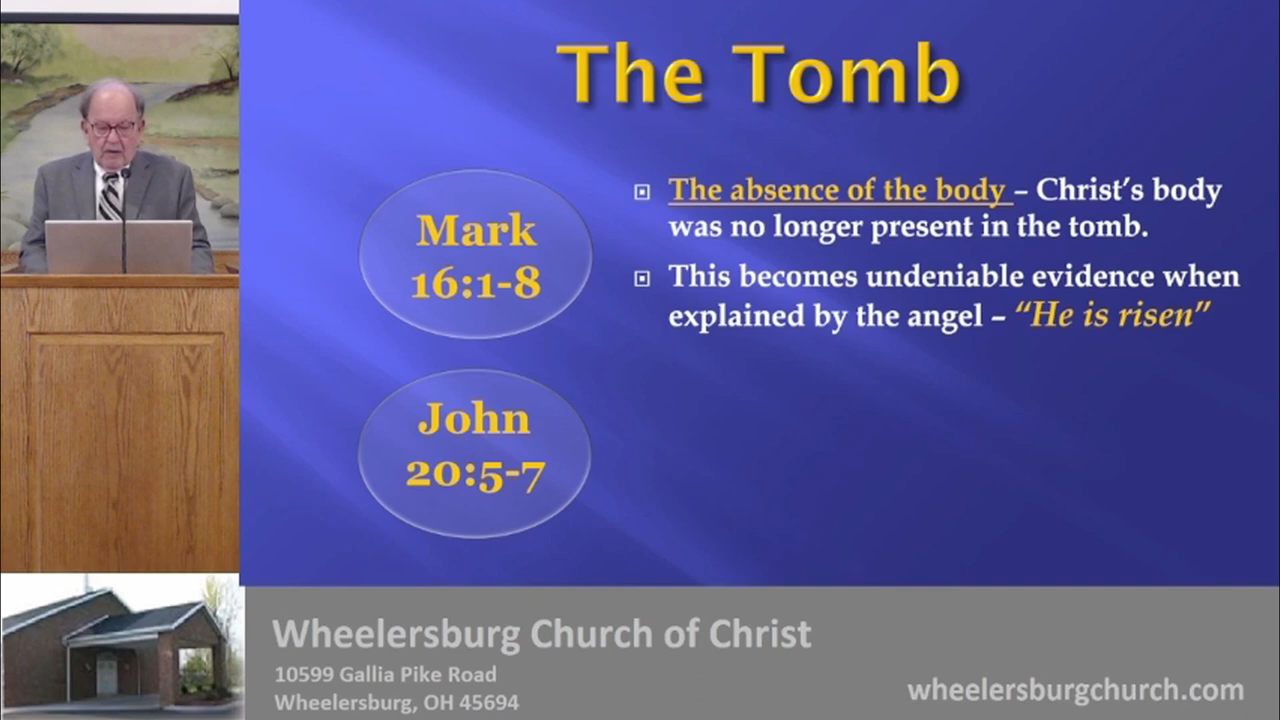 The Tomb
Mark
16:1-8
John
20:5-7
The absence of the body – Christ's body
was no longer present in the tomb.
This becomes undeniable evidence when
explained by the angel – "He is risen"
Wheelersburg Church of Christ
10599 Gallia Pike Road
Wheelersburg, OH 45694
wheelersburgchurch.com